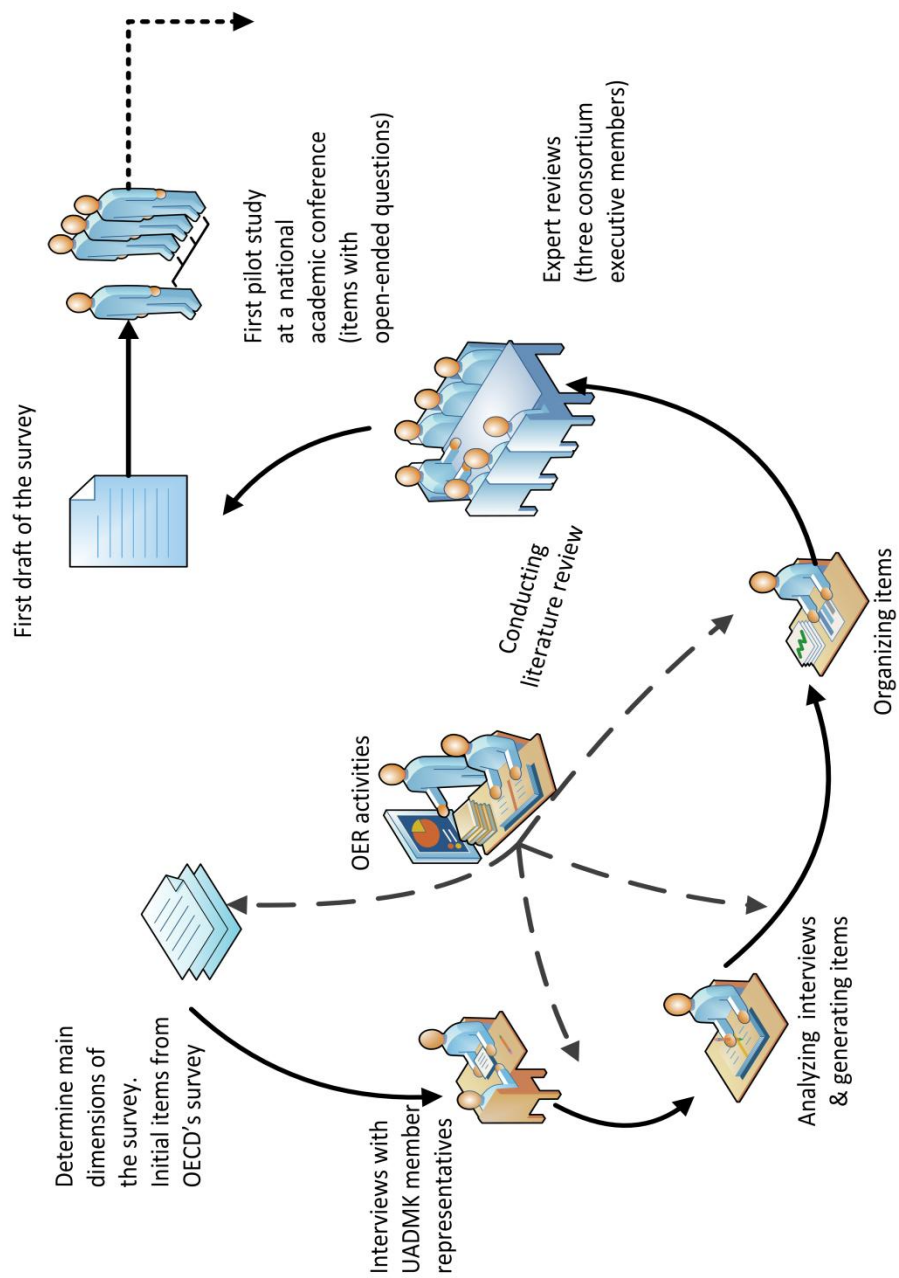 Determine main
dimensions of
the survey.
Initial items from
OECD's survey
Interviews with
UADMK member
representatives
Analyzing interviews
& generating items
OER activities
Conducting
literature review
Organizing items
Expert reviews
(three consortium
executive members)
First draft of the survey
First pilot study
at a national
academic conference
(items with
open-ended questions)